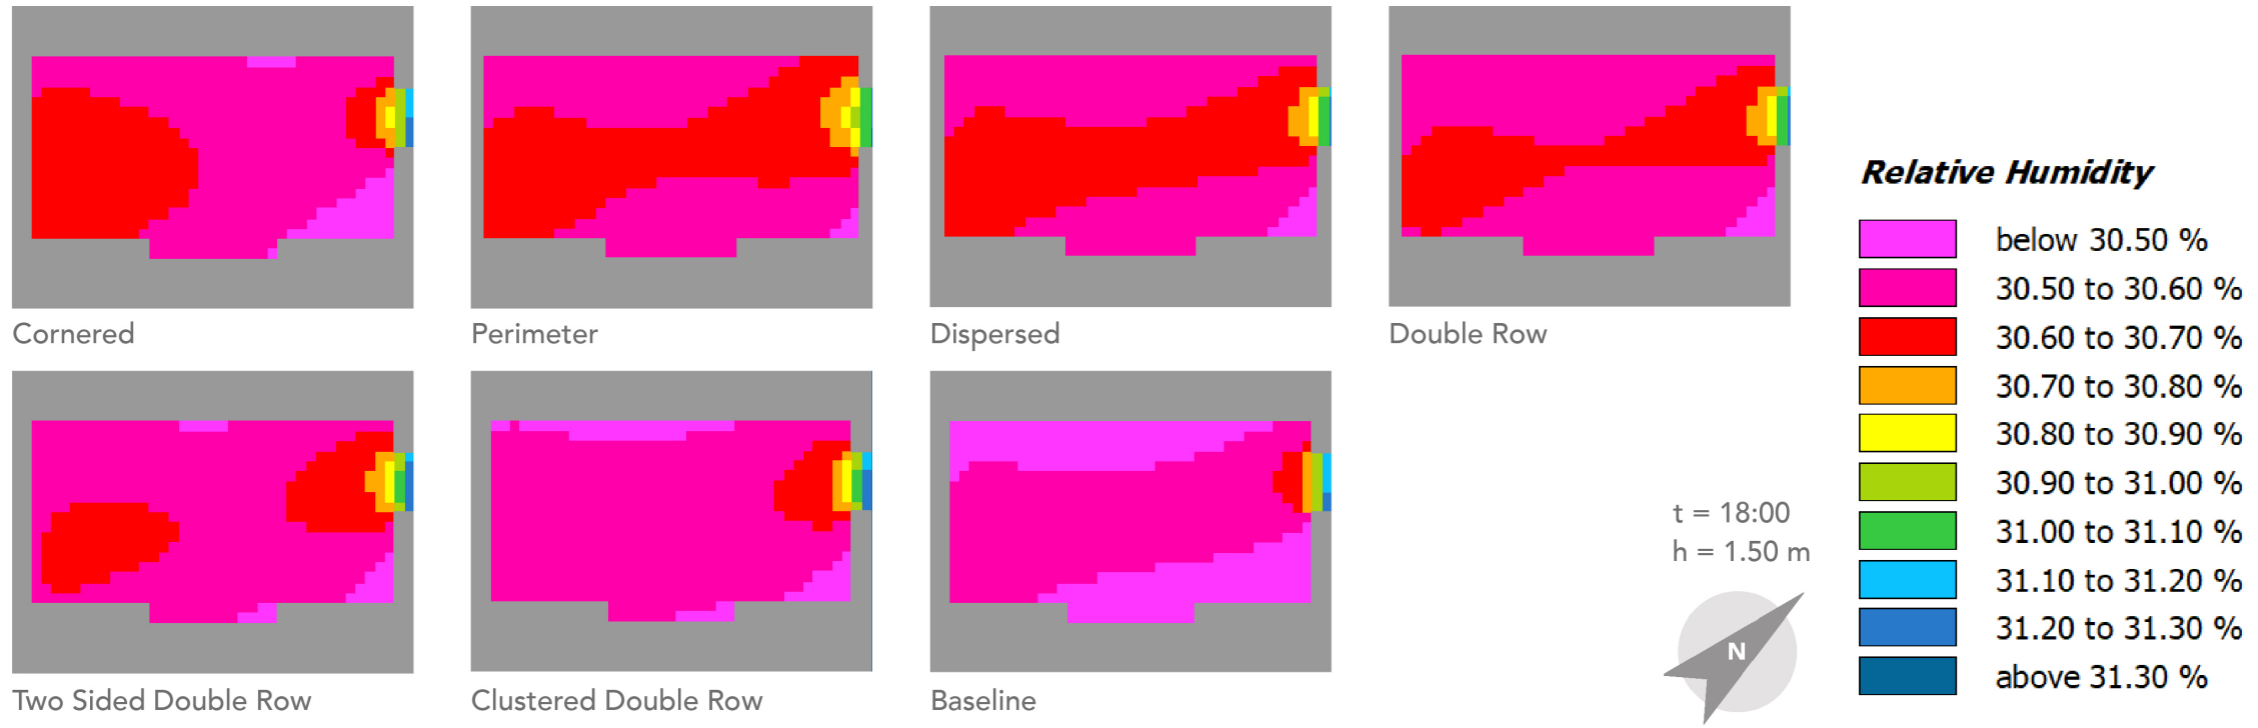 Cornered
Perimeter
Dispersed
Double Row
Two Sided Double Row
Clustered Double Row
Baseline
t = 18:00
h = 1.50 m
N
Relative Humidity
below 30.50 %
30.50 to 30.60 %
30.60 to 30.70 %
30.70 to 30.80 %
30.80 to 30.90 %
30.90 to 31.00 %
31.00 to 31.10 %
31.10 to 31.20 %
31.20 to 31.30 %
above 31.30 %